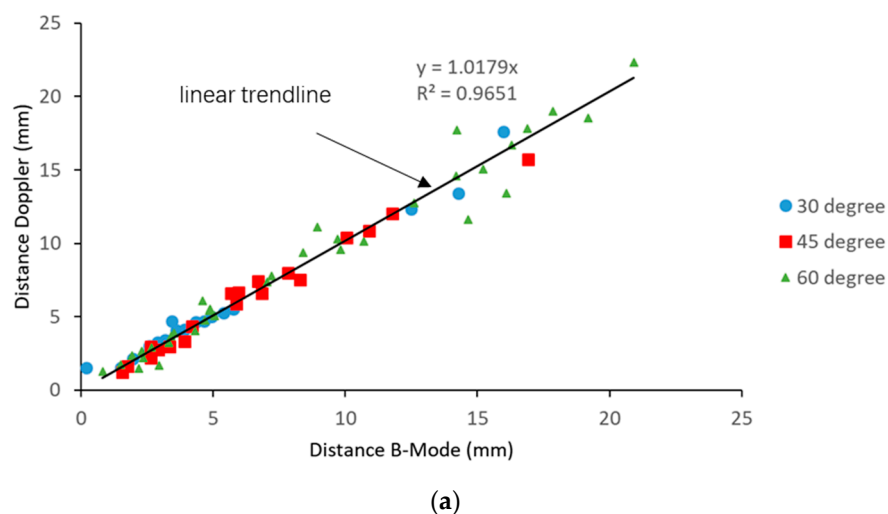 25
20
15
10
5
0
Distance Doppler (mm)
linear trendline
y = 1.0179x
R² = 0.9651
30 degree
45 degree
60 degree
0 5 10 15 20 25
Distance B-Mode (mm)
(a)